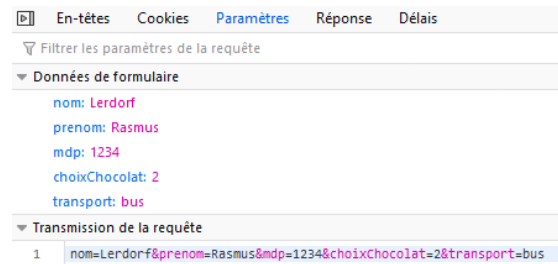 En-têtes Cookies Paramètres Réponse Délais
Filtrer les paramètres de la requête
Données de formulaire
nom: Lerdorf
prenom: Rasmus
mdp: 1234
choixChocolat: 2
transport: bus
Transmission de la requête
1 nom=Lerdorf&prenom=Rasmus&mdp=1234&choixChocolat=2&transport=bus